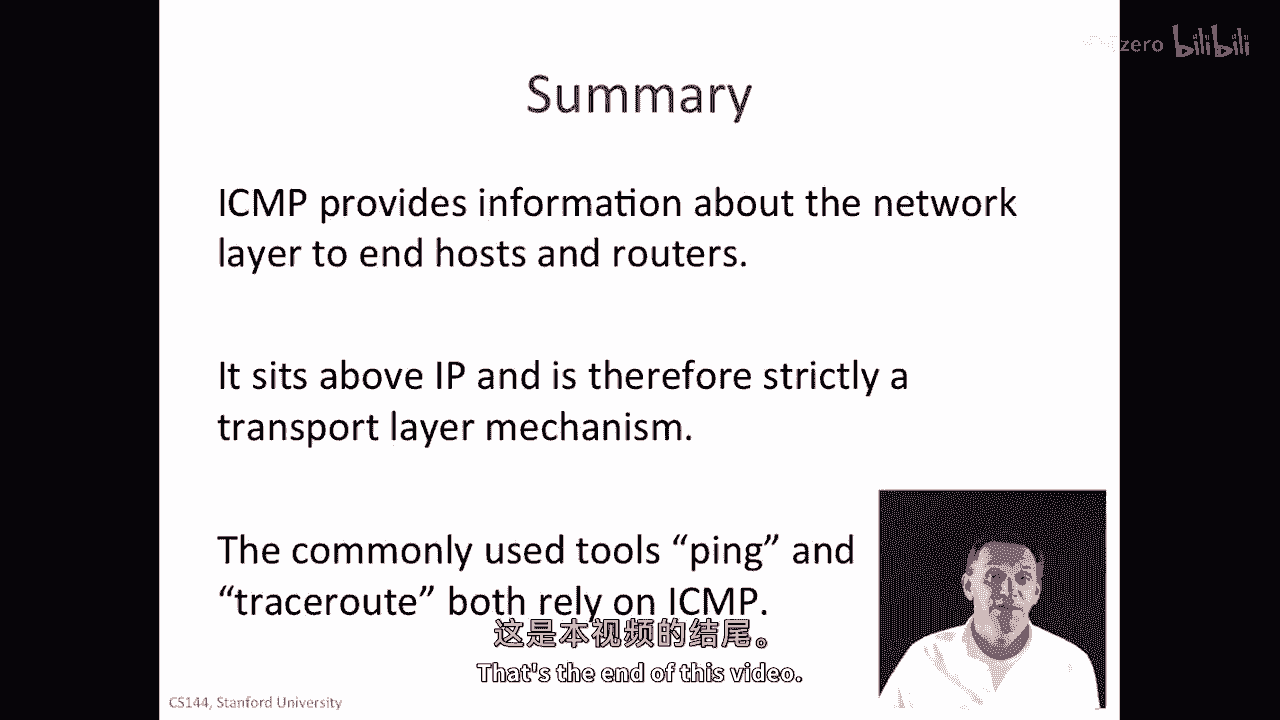 zero bilibili
Summary
ICMP provides information about the network
layer to end hosts and routers.
It sits above IP and is therefore strictly a
transport layer mechanism.
The commonly used tools “ping” and
“traceroute” both rely on ICMP.
这是本视频的结尾。
That's the end of this video.
CS144, Stanford University